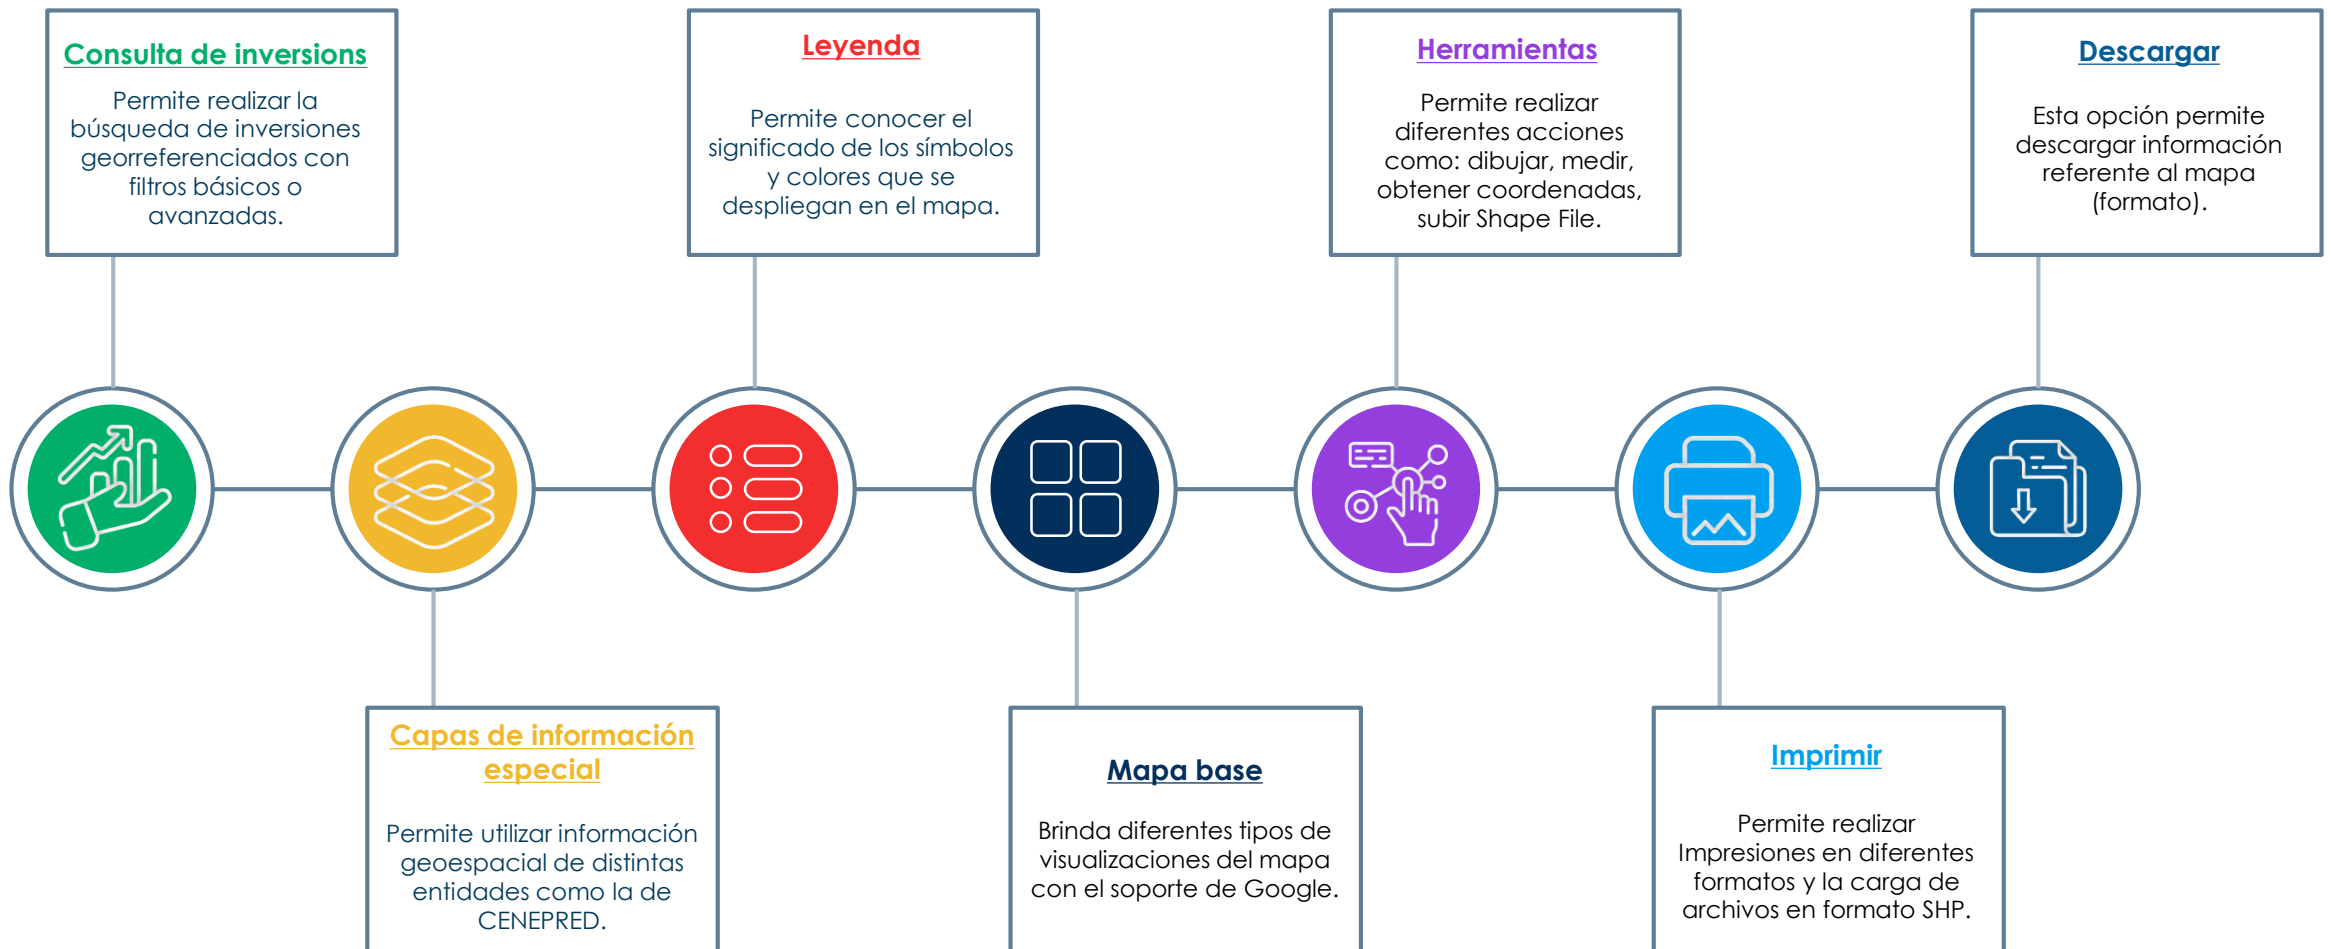 Consulta de inversions
Permite realizar la
búsqueda de inversiones
georreferenciados con
filtros básicos o
avanzadas.
Leyenda
Permite conocer el
significado de los símbolos
y colores que se
despliegan en el mapa.
Herramientas
Permite realizar
diferentes acciones
como: dibujar, medir,
obtener coordenadas,
subir Shape File.
Descargar
Esta opción permite
descargar información
referente al mapa
(formato).
Capas de información
especial
Permite utilizar información
geoespacial de distintas
entidades como la de
CENEPRED.
Mapa base
Brinda diferentes tipos de
visualizaciones del mapa
con el soporte de Google.
Imprimir
Permite realizar
Impresiones en diferentes
formatos y la carga de
archivos en formato SHP.